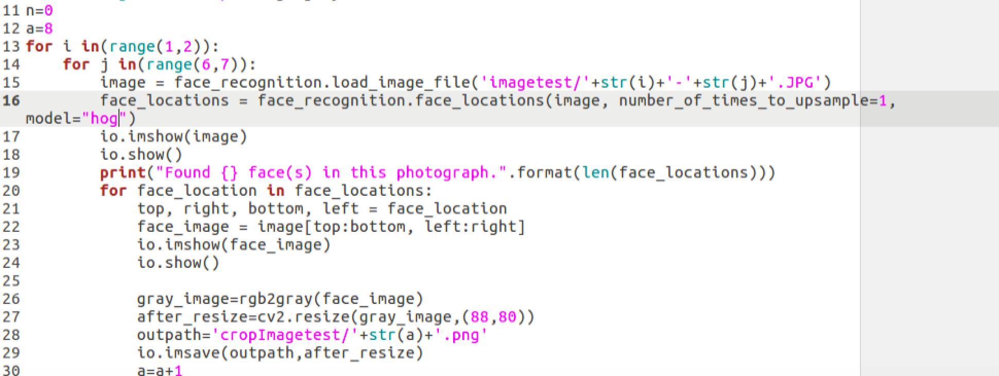 11 n=0
12 a=8
13 for i in(range(1,2)):
14     for j in(range(6,7)):
15         image = face_recognition.load_image_file('imagetest/'+str(i)+'-'+str(j)+'.JPG')
16         face_locations = face_recognition.face_locations(image, number_of_times_to_upsample=1,
model="hog")
17         io.imshow(image)
18         io.show()
19         print("Found {} face(s) in this photograph.".format(len(face_locations)))
20         for face_location in face_locations:
21             top, right, bottom, left = face_location
22             face_image = image[top:bottom, left:right]
23             io.imshow(face_image)
24             io.show()
25
26             gray_image=rgb2gray(face_image)
27             after_resize=cv2.resize(gray_image,(88,80))
28             outpath='cropImagetest/'+str(a)+'.png'
29             io.imsave(outpath,after_resize)
30             a=a+1